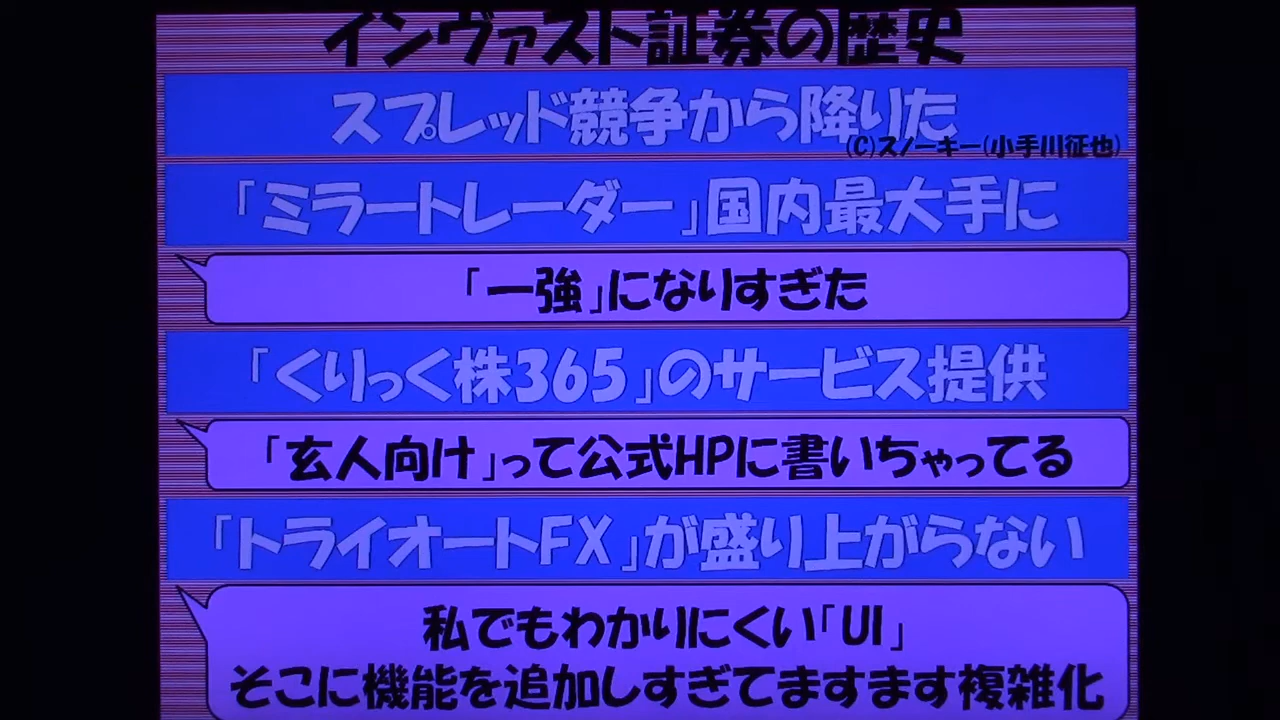 インヴァスト証券の歴史
スプレッド競争から降りた
(C)スノーキー(小手川征也)
「ミラートレーダー」国内最大手に
「一強」になりすぎた
「くりっく株365」のサービス提供
「玄人向け」って公式HPに書いちゃってる
「トライオートFX」が盛り上がらない
私でもわかりにくい「UI」
そこに機能を追加しすぎてますます複雑化